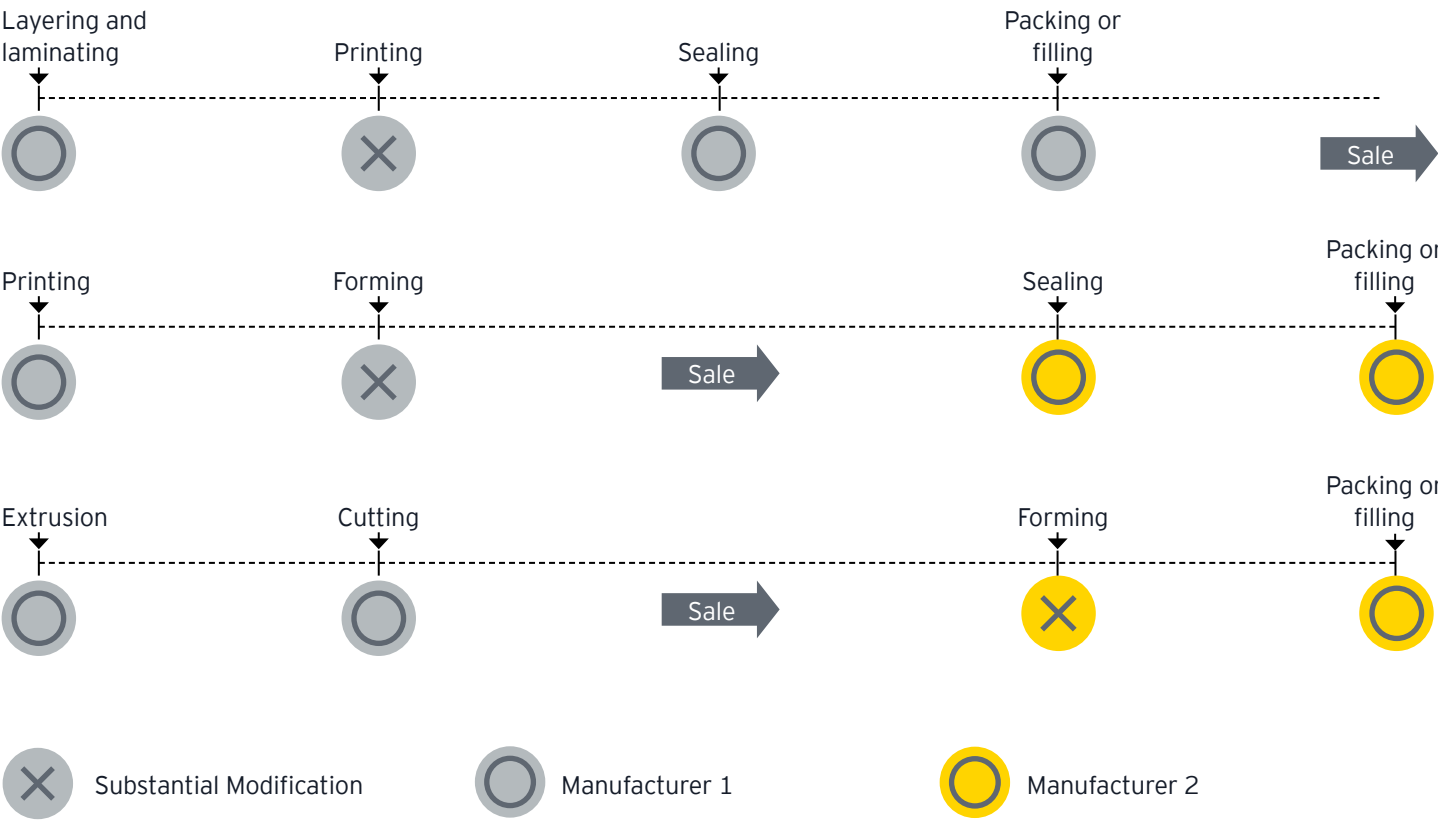 Layering and
laminating
Printing
Sealing
Packing or
filling
Sale
Printing
Forming
Sale
Sealing
Packing or
filling
Extrusion
Cutting
Sale
Forming
Packing or
filling
Substantial Modification
Manufacturer 1
Manufacturer 2